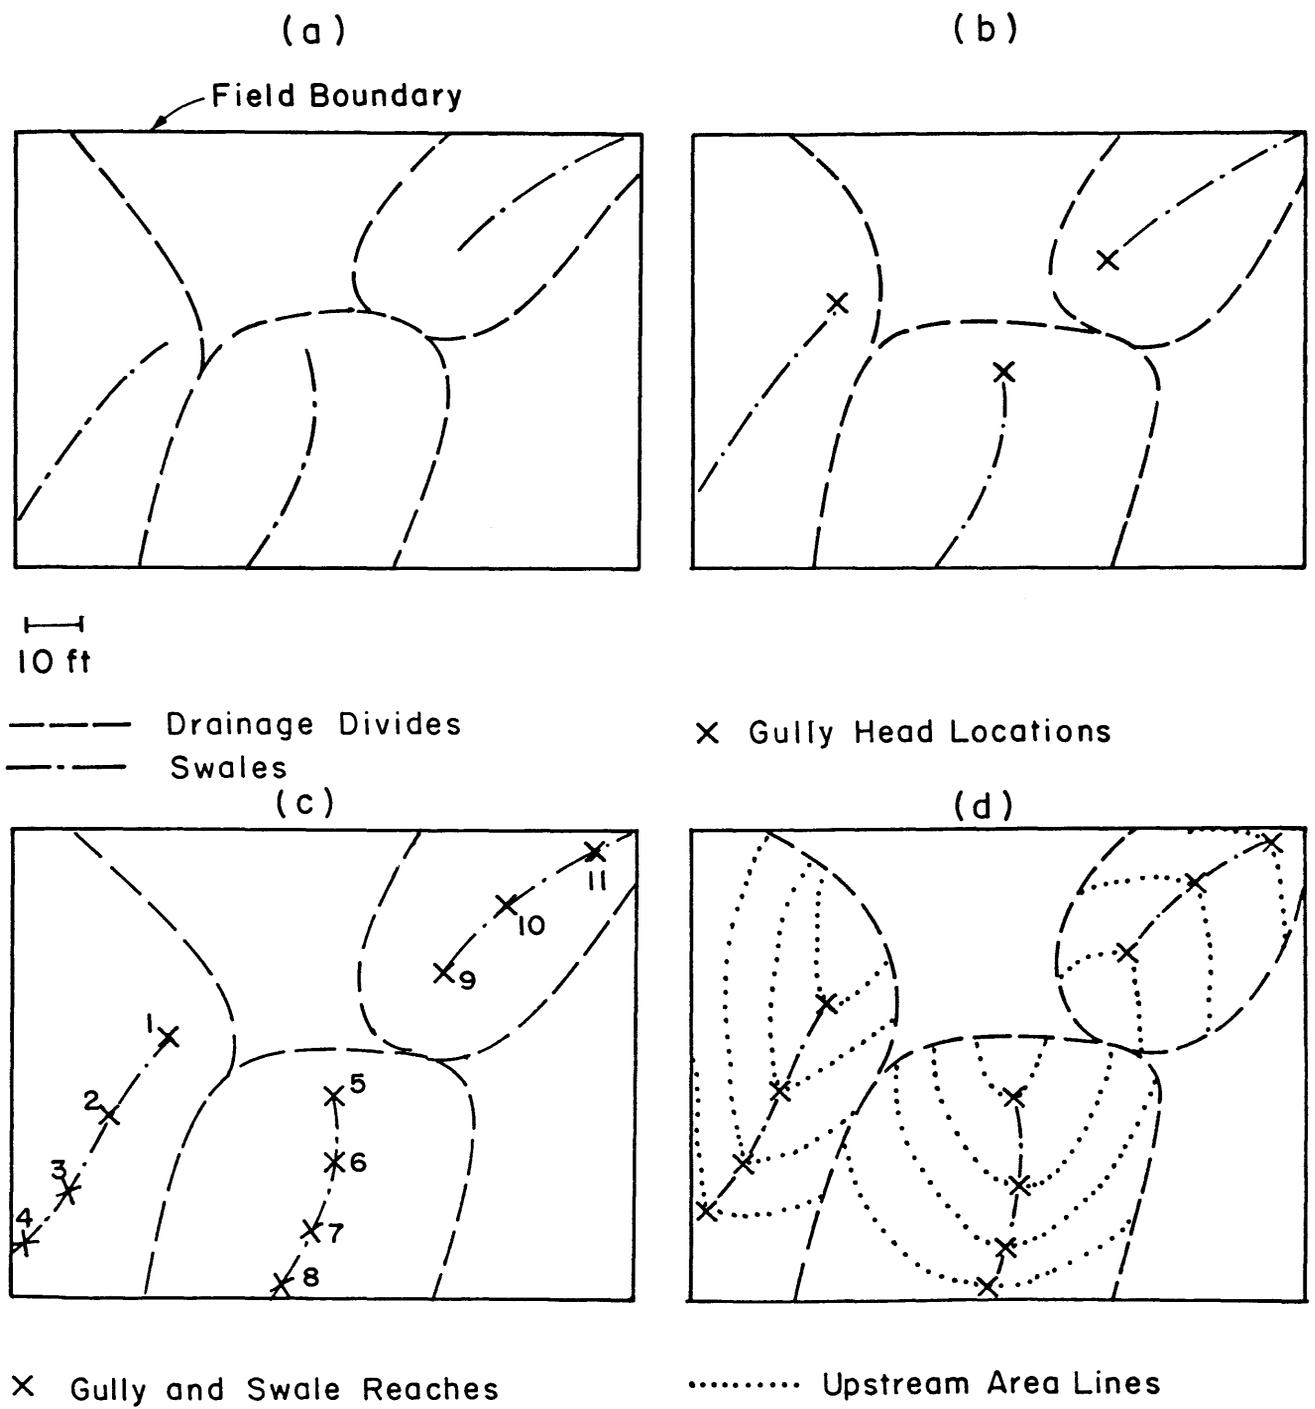 (a)
(b)
Field Boundary
10 ft
Drainage Divides
Swales
Gully Head Locations
(c)
(d)
11
10
9
1
2
3
4
5
6
7
8
Gully and Swale Reaches
Upstream Area Lines